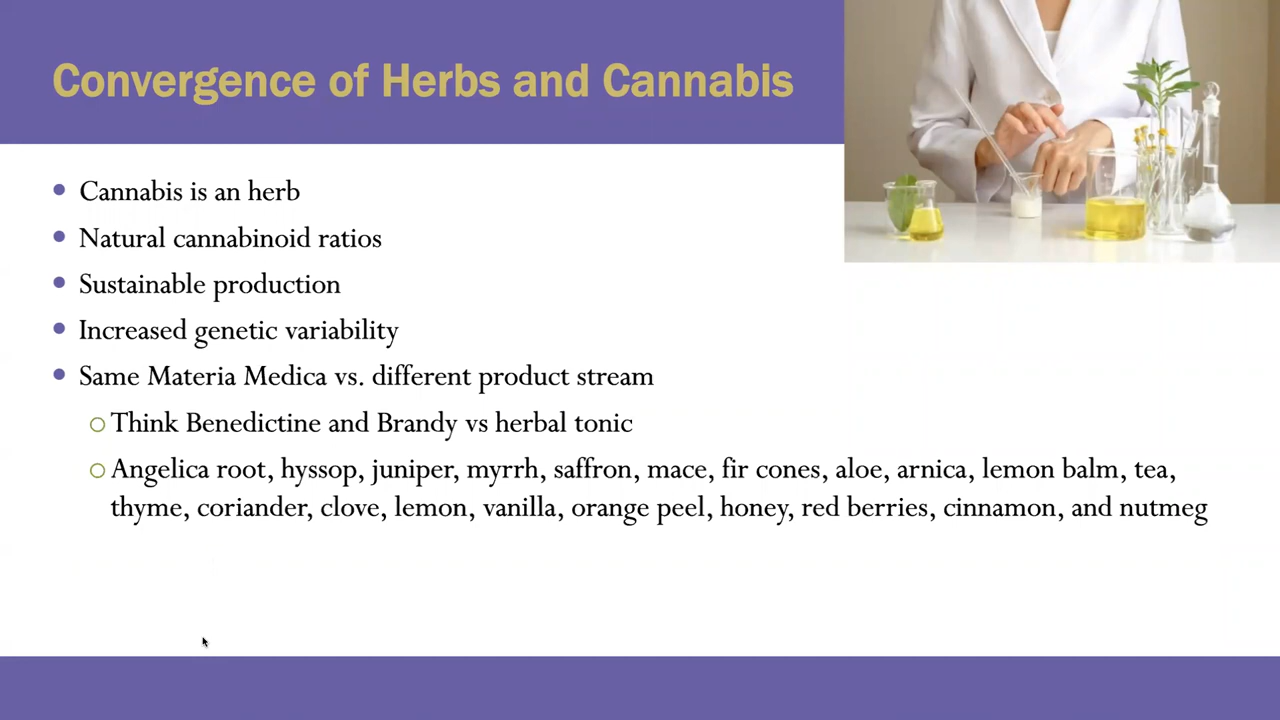 Convergence of Herbs and Cannabis
Cannabis is an herb
Natural cannabinoid ratios
Sustainable production
Increased genetic variability
Same Materia Medica vs. different product stream
Think Benedictine and Brandy vs herbal tonic
Angelica root, hyssop, juniper, myrrh, saffron, mace, fir cones, aloe, arnica, lemon balm, tea,
thyme, coriander, clove, lemon, vanilla, orange peel, honey, red berries, cinnamon, and nutmeg